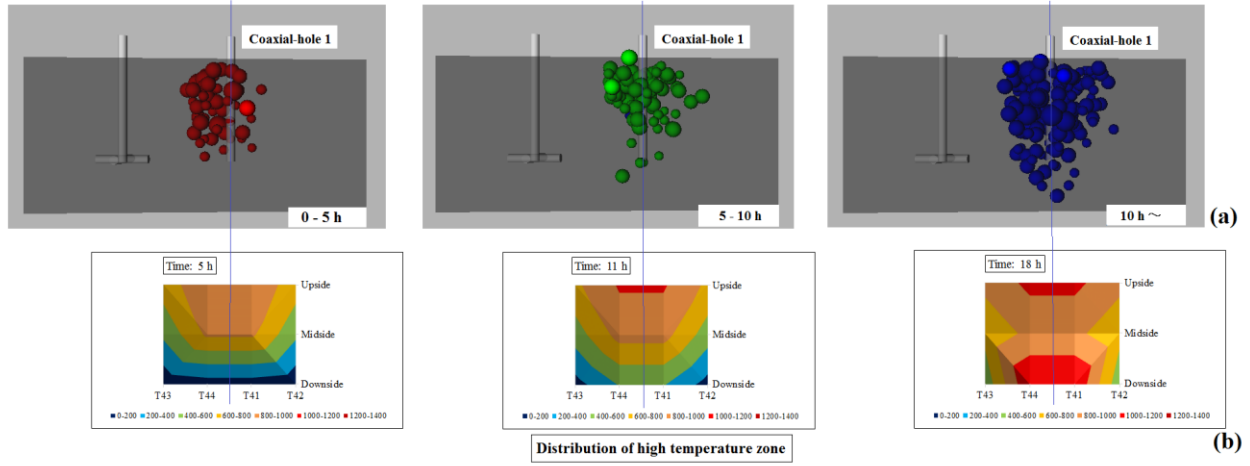 Coaxial-hole 1
0 - 5 h
Coaxial-hole 1
5 - 10 h
Coaxial-hole 1
10 h ～
(a)
Time: 5 h
Upside
Midside
Downside
T43 T44 T41 T42
0-200 200-400 400-600 600-800 800-1000 1000-1200 1200-1400
Time: 11 h
Upside
Midside
Downside
T43 T44 T41 T42
0-200 200-400 400-600 600-800 800-1000 1000-1200 1200-1400
Time: 18 h
Upside
Midside
Downside
T43 T44 T41 T42
0-200 200-400 400-600 600-800 800-1000 1000-1200 1200-1400
(b)
Distribution of high temperature zone